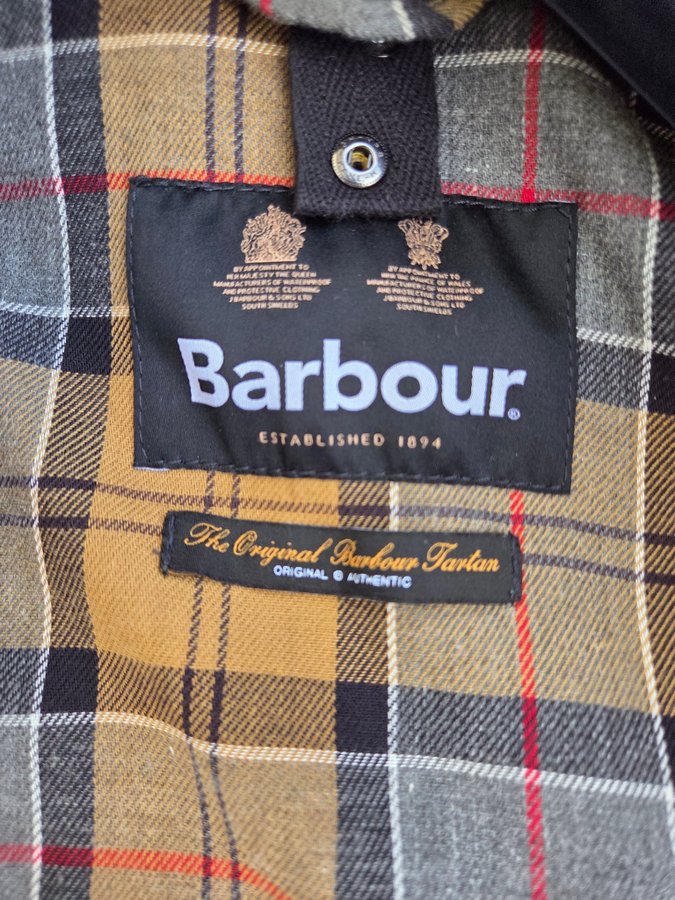 BY APPOINTMENT TO
HER MAJESTY THE QUEEN
MANUFACTURERS OF WATERPROOF
AND PROTECTIVE CLOTHING
J BARBOUR & SONS LTD
SOUTH SHIELDS
BY APPOINTMENT TO
HRH THE PRINCE OF WALES
MANUFACTURERS OF WATERPROOF
AND PROTECTIVE CLOTHING
J BARBOUR & SONS LTD
SOUTH SHIELDS
Barbour®
ESTABLISHED 1894
The Original Barbour Tartan
ORIGINAL & AUTHENTIC